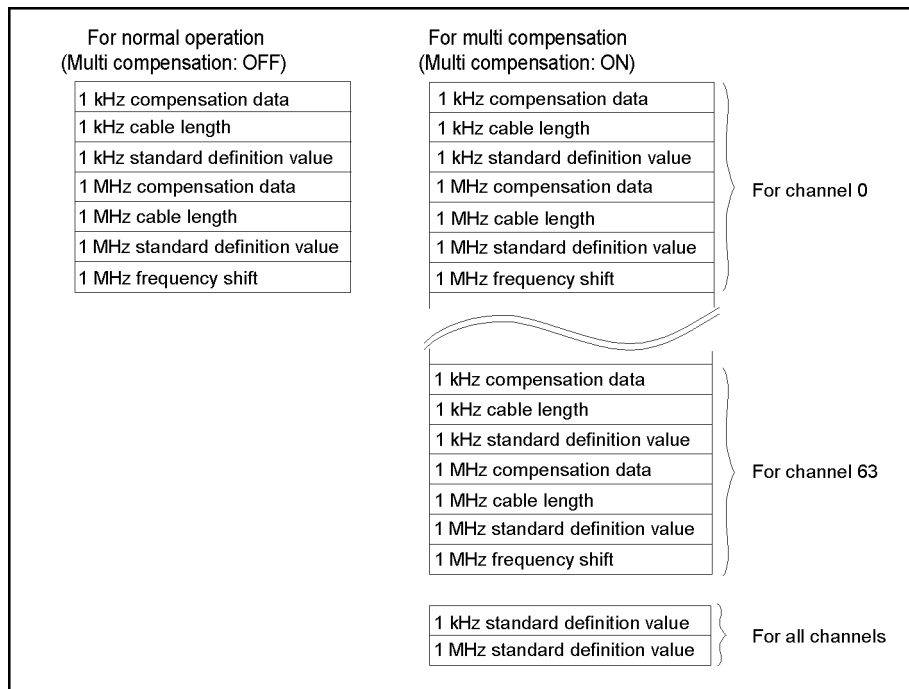 For normal operation
(Multi compensation: OFF)
1 kHz compensation data
1 kHz cable length
1 kHz standard definition value
1 MHz compensation data
1 MHz cable length
1 MHz standard definition value
1 MHz frequency shift
For multi compensation
(Multi compensation: ON)
1 kHz compensation data
1 kHz cable length
1 kHz standard definition value
1 MHz compensation data
1 MHz cable length
1 MHz standard definition value
1 MHz frequency shift
For channel 0
1 kHz compensation data
1 kHz cable length
1 kHz standard definition value
1 MHz compensation data
1 MHz cable length
1 MHz standard definition value
1 MHz frequency shift
For channel 63
1 kHz standard definition value
1 MHz standard definition value
For all channels